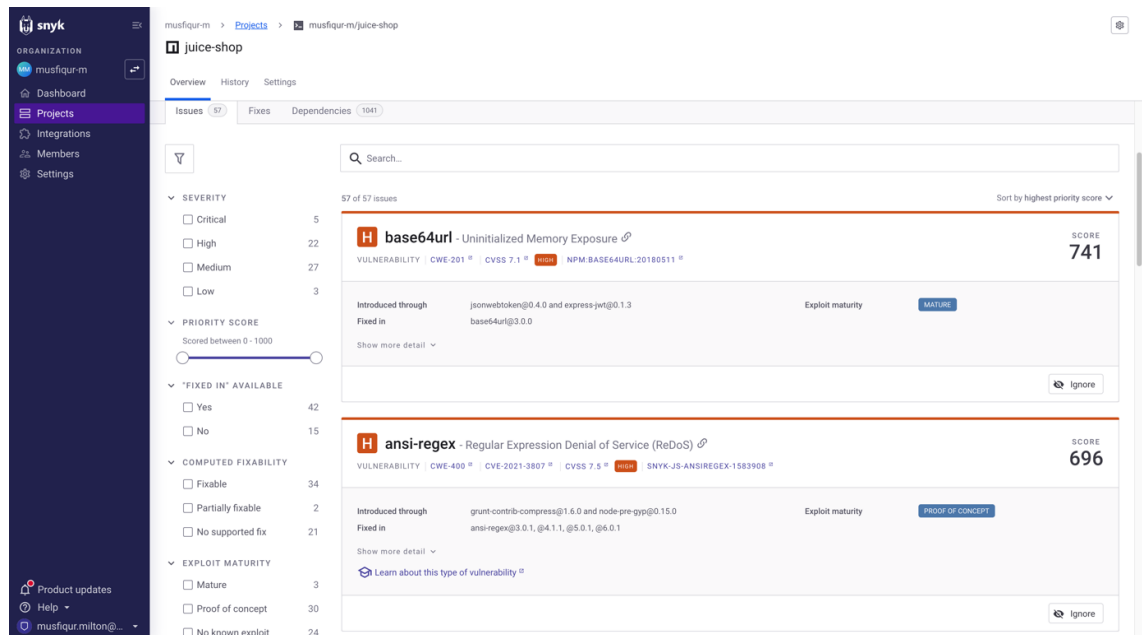 snyk
ORGANIZATION
MM musfiqur-m
Dashboard
Projects
Integrations
Members
Settings
Product updates
Help
musfiqur.milton@...
musfiqur-m > Projects > musfiqur-m/juice-shop
juice-shop
Overview History Settings
Issues 57 Fixes Dependencies 1041
Search...
SEVERITY
Critical 5
High 22
Medium 27
Low 3
PRIORITY SCORE
Scored between 0 - 1000
"FIXED IN" AVAILABLE
Yes 42
No 15
COMPUTED FIXABILITY
Fixable 34
Partially fixable 2
No supported fix 21
EXPLOIT MATURITY
Mature 3
Proof of concept 30
No known exploit 24
57 of 57 issues Sort by highest priority score
H base64url - Uninitialized Memory Exposure
SCORE
741
VULNERABILITY | CWE-201 | CVSS 7.1 HIGH | NPM:BASE64URL:20180511
Introduced through jsonwebtoken@0.4.0 and express-jwt@0.1.3 Exploit maturity MATURE
Fixed in base64url@3.0.0
Show more detail
Ignore
H ansi-regex - Regular Expression Denial of Service (ReDoS)
SCORE
696
VULNERABILITY | CWE-400 | CVE-2021-3807 | CVSS 7.5 HIGH | SNYK-JS-ANSIREGEX-1583908
Introduced through grunt-contrib-compress@1.6.0 and node-pre-gyp@0.15.0 Exploit maturity PROOF OF CONCEPT
Fixed in ansi-regex@3.0.1, @4.1.1, @5.0.1, @6.0.1
Show more detail
Learn about this type of vulnerability
Ignore